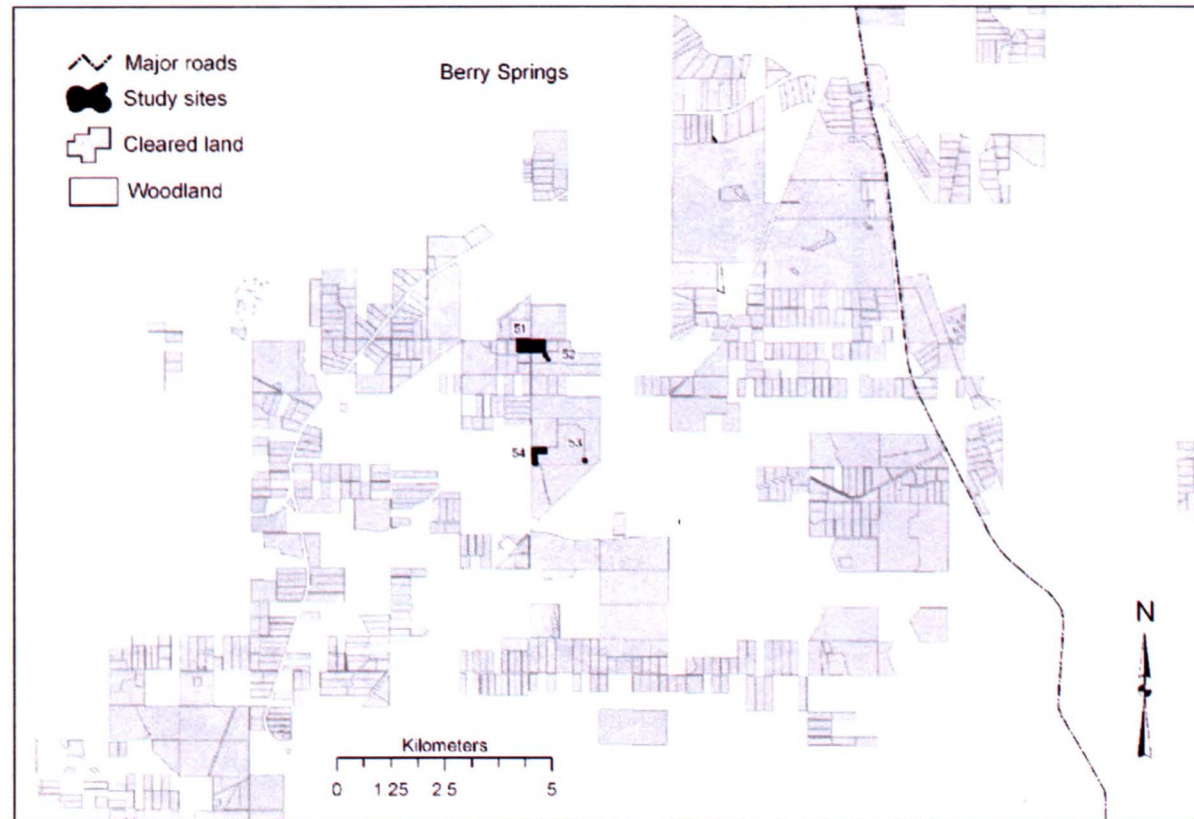 Major roads
Study sites
Cleared land
Woodland
Berry Springs
S1
S2
S4
S3
N
Kilometers
0 1.25 2.5 5